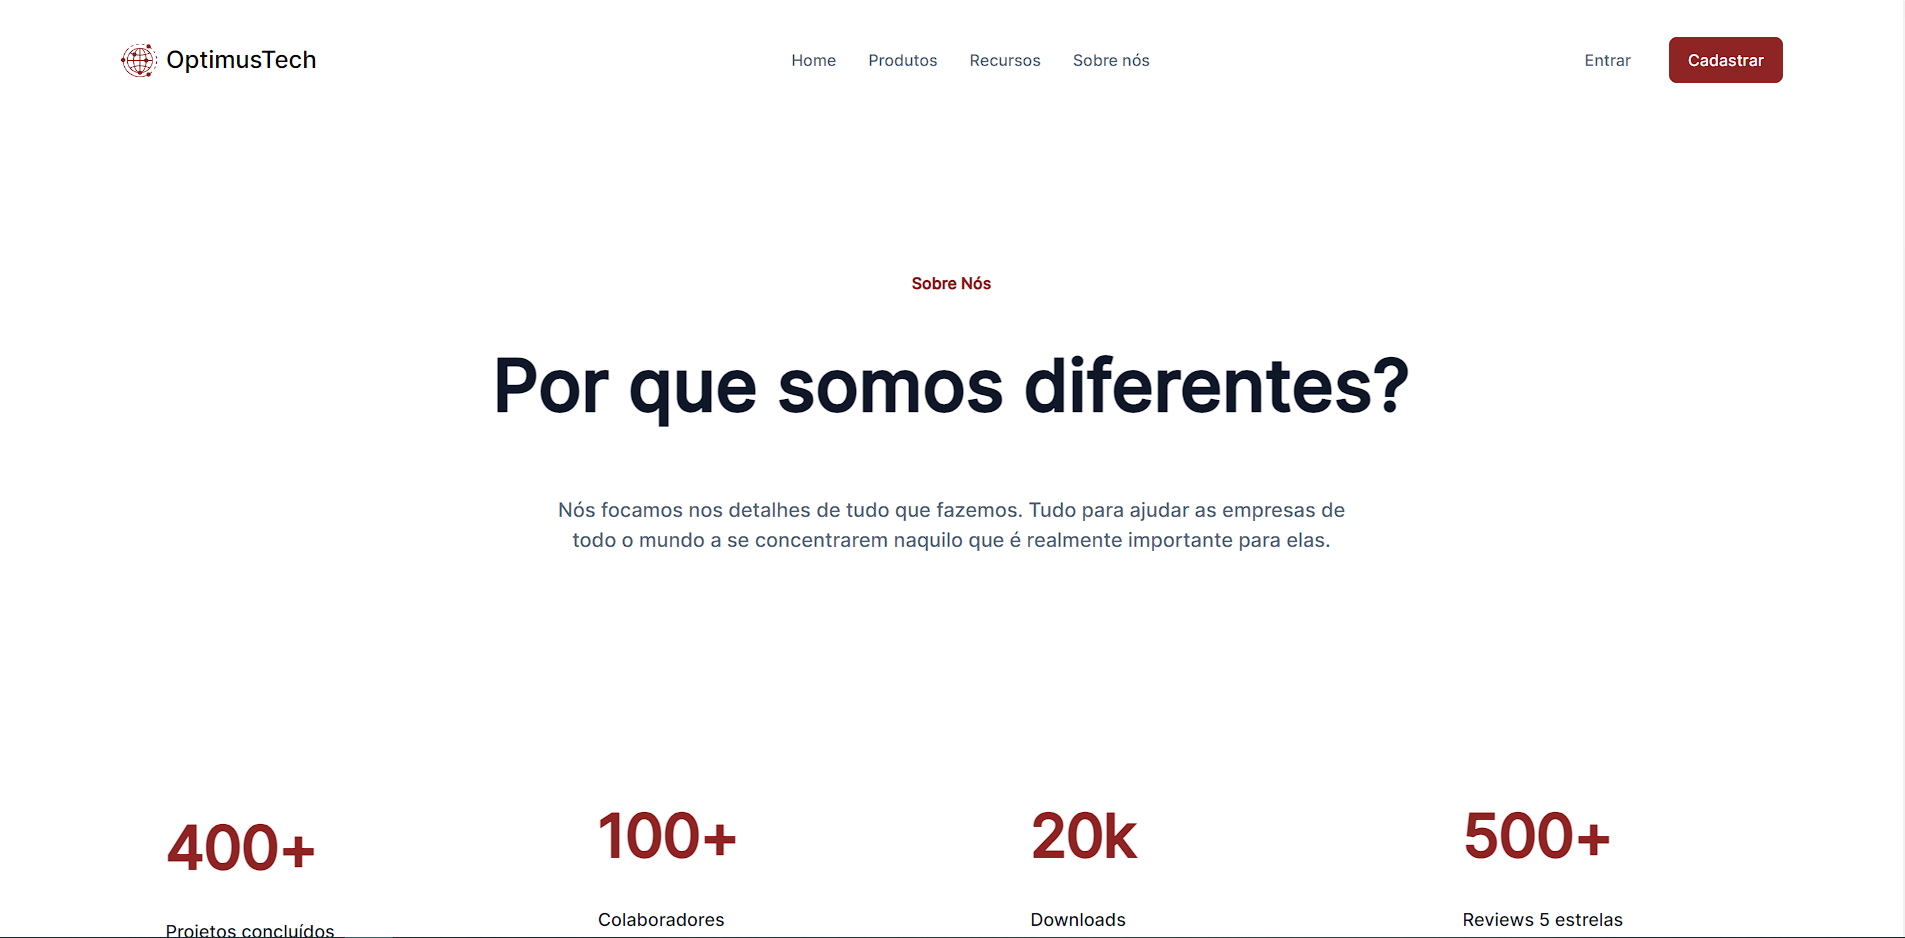 OptimusTech
Home Produtos Recursos Sobre nós
Entrar Cadastrar
Sobre Nós
Por que somos diferentes?
Nós focamos nos detalhes de tudo que fazemos. Tudo para ajudar as empresas de
todo o mundo a se concentrarem naquilo que é realmente importante para elas.
400+ 100+ 20k 500+
Projetos concluídos Colaboradores Downloads Reviews 5 estrelas